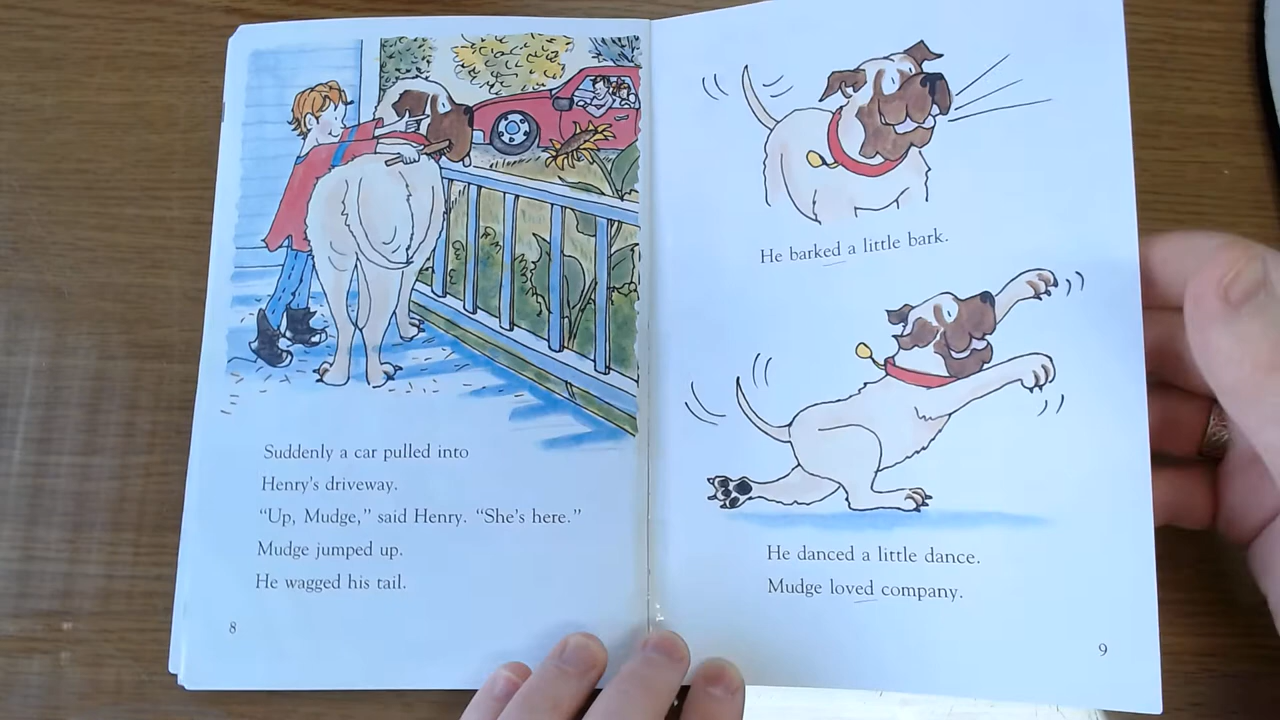 Suddenly a car pulled into
Henry's driveway.
“Up, Mudge,” said Henry. “She's here.”
Mudge jumped up.
He wagged his tail.
8
He barked a little bark.
He danced a little dance.
Mudge loved company.
9